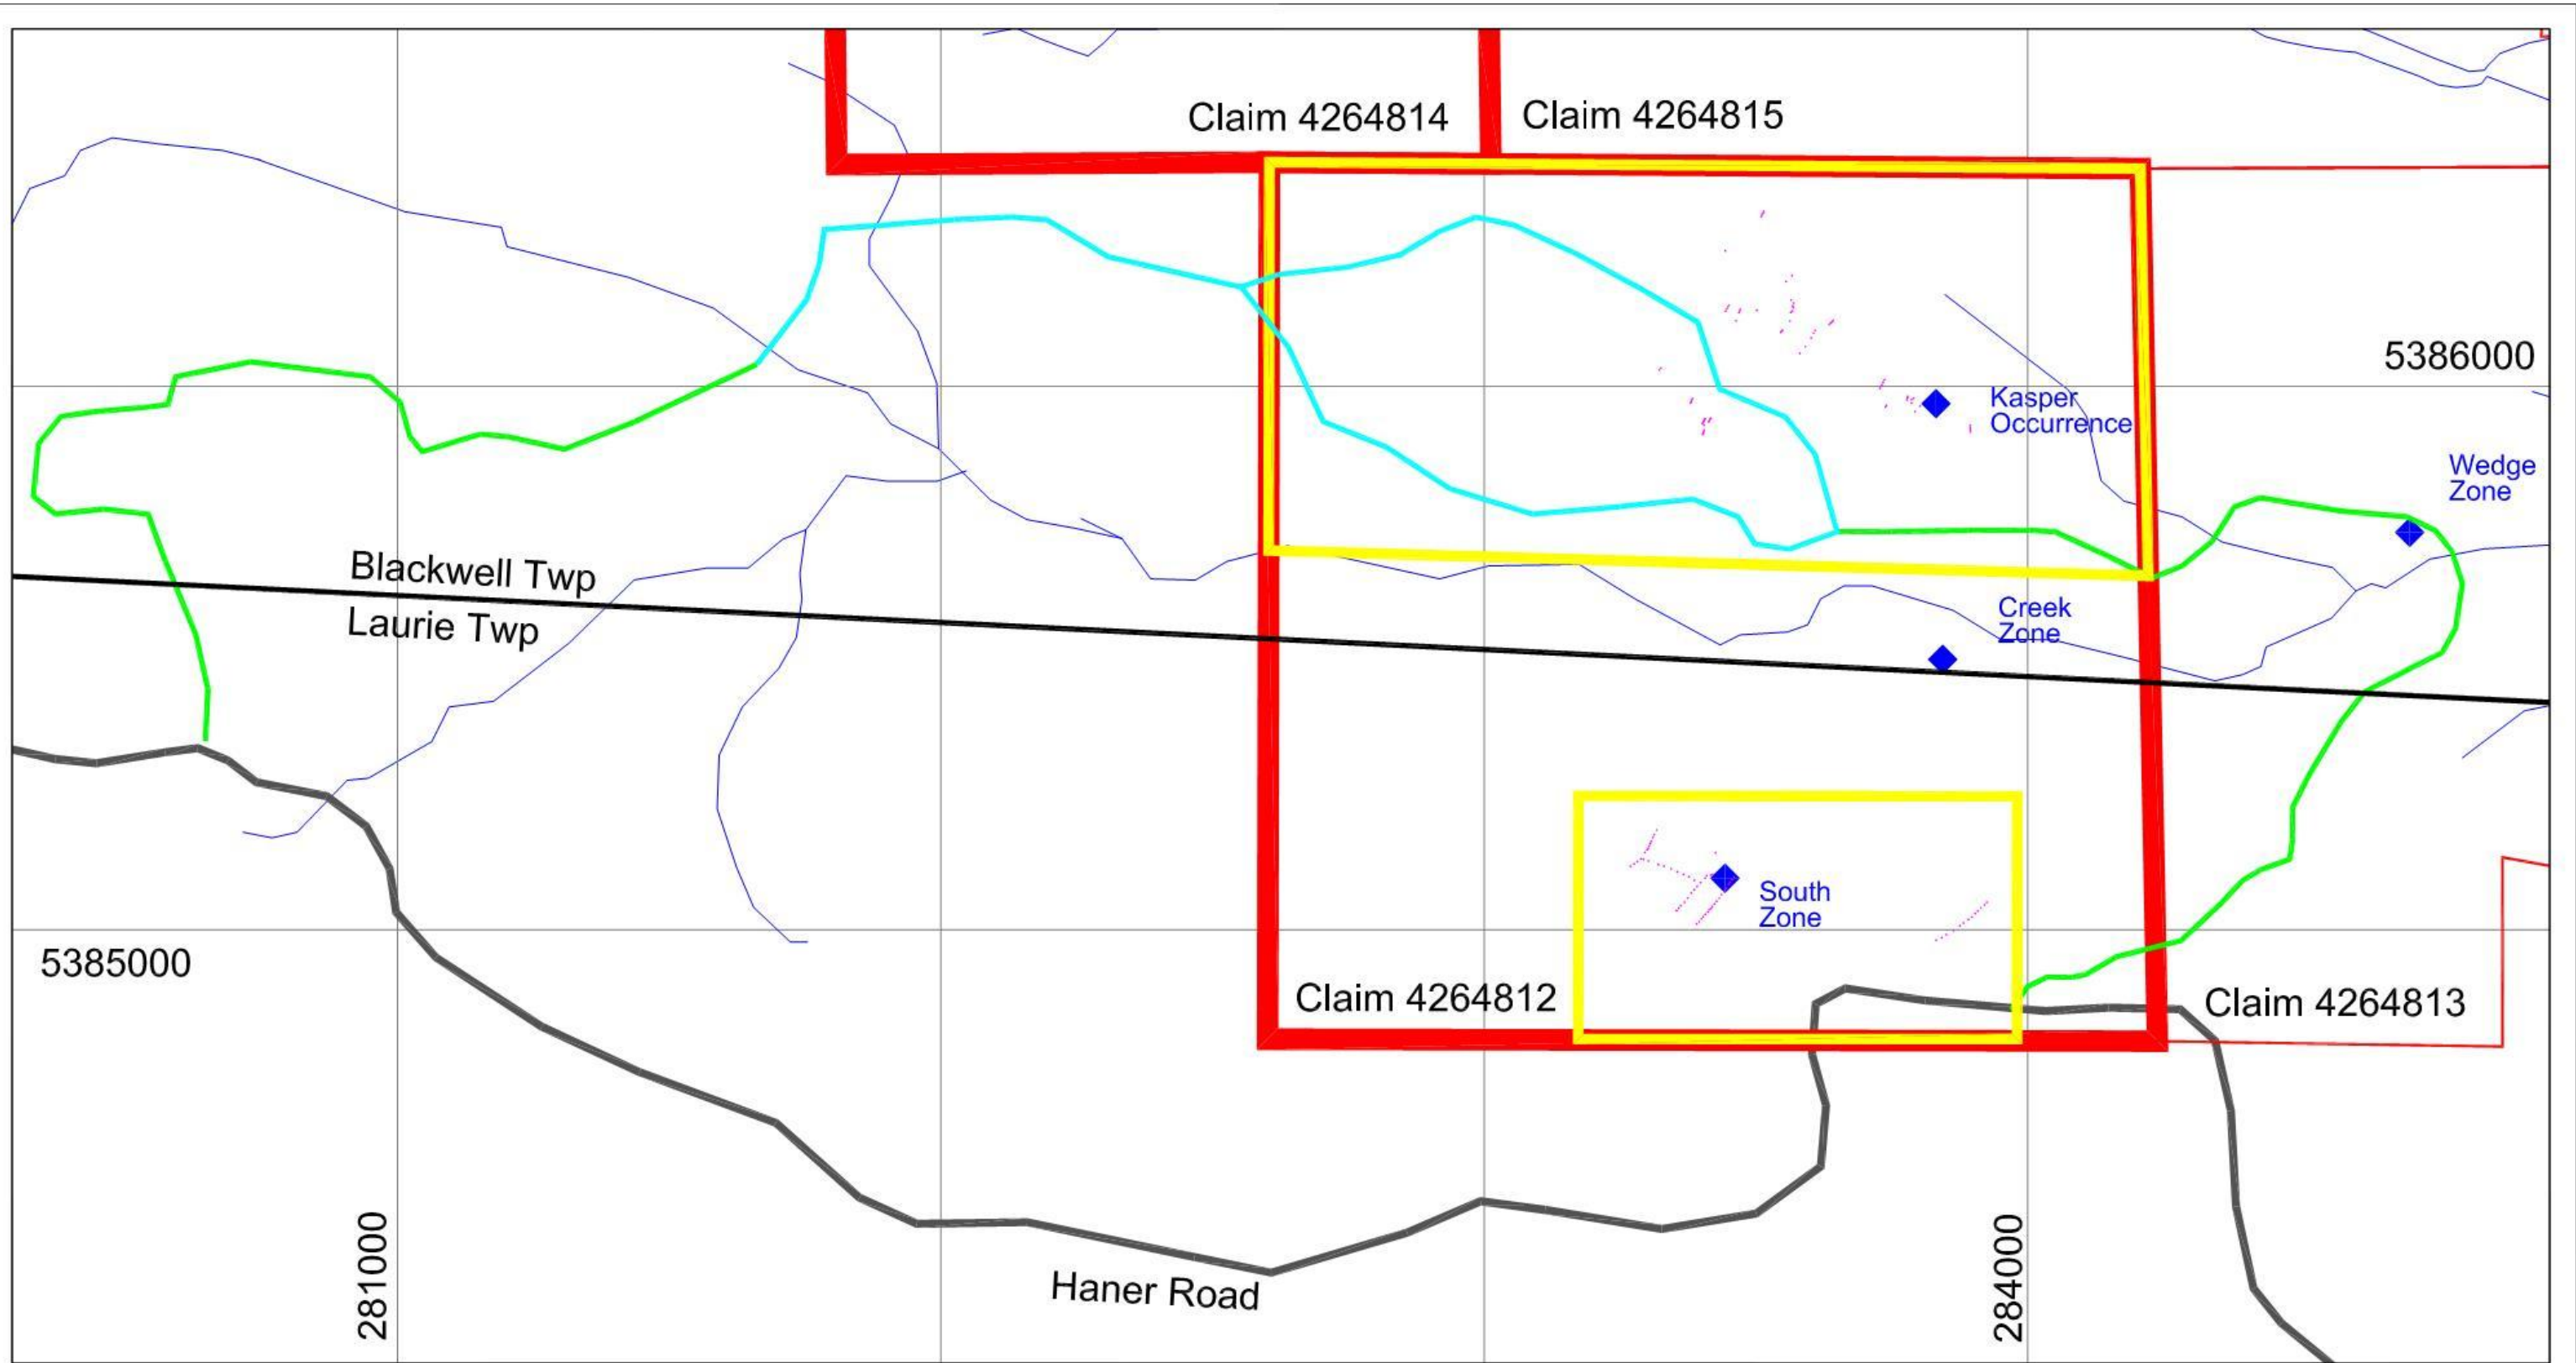 Claim 4264814
Claim 4264815
5386000
Kasper
Occurrence
Wedge
Zone
Blackwell Twp
Laurie Twp
Creek
Zone
South
Zone
5385000
Claim 4264812
Claim 4264813
281000
284000
Haner Road